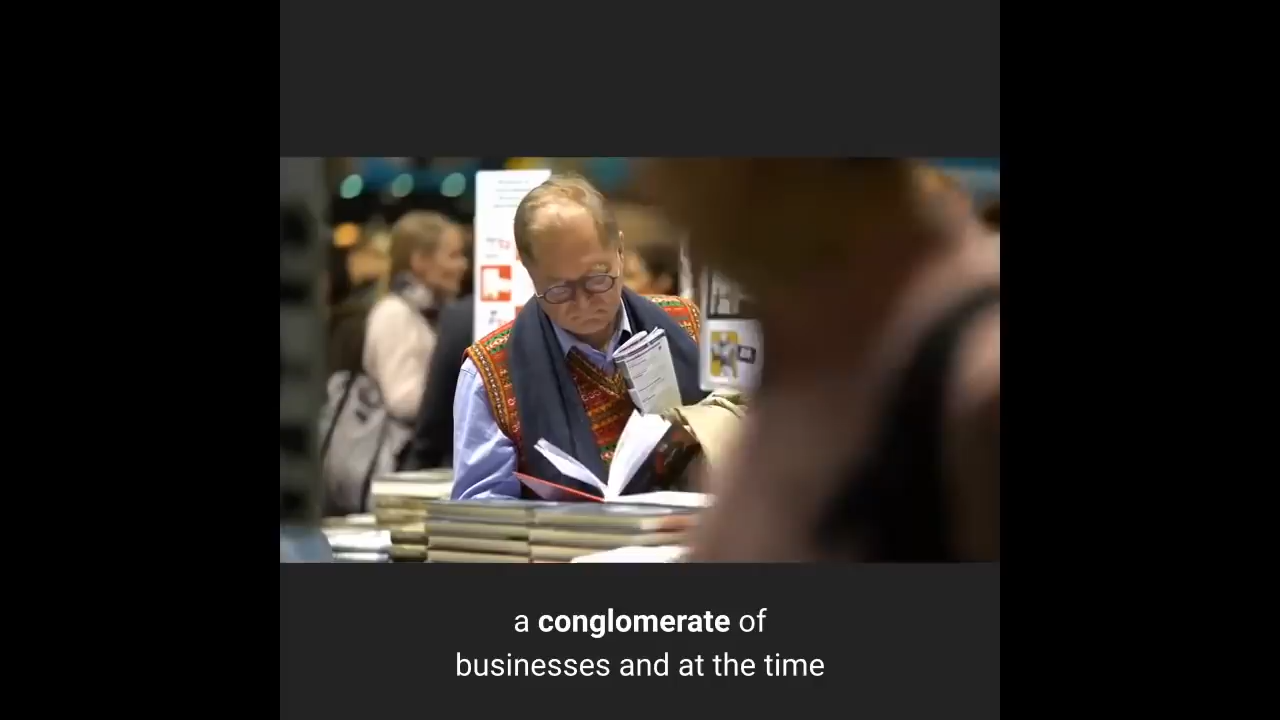 a conglomerate of
businesses and at the time